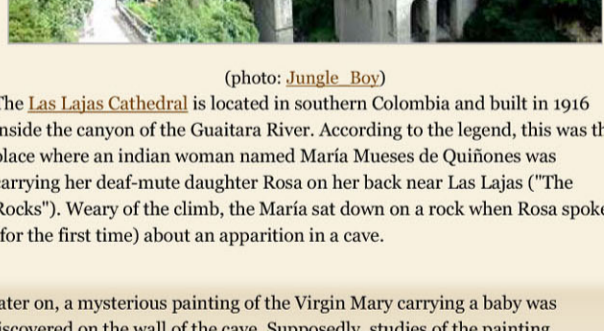 (photo: Jungle_Boy)
The Las Lajas Cathedral is located in southern Colombia and built in 1916
inside the canyon of the Guaitara River. According to the legend, this was th
place where an indian woman named María Mueses de Quiñones was
carrying her deaf-mute daughter Rosa on her back near Las Lajas ("The
Rocks"). Weary of the climb, the María sat down on a rock when Rosa spoke
(for the first time) about an apparition in a cave.
Later on, a mysterious painting of the Virgin Mary carrying a baby was
discovered on the wall of the cave. Supposedly, studies of the painting